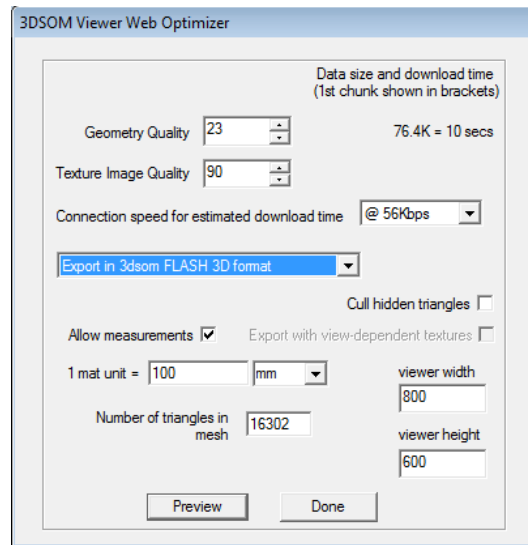 3DSOM Viewer Web Optimizer
Data size and download time
(1st chunk shown in brackets)
Geometry Quality 23 76.4K = 10 secs
Texture Image Quality 90
Connection speed for estimated download time @ 56Kbps
Export in 3dsom FLASH 3D format
Cull hidden triangles
Allow measurements Export with view-dependent textures
1 mat unit = 100 mm viewer width
800
Number of triangles in
mesh 16302
viewer height
600
Preview Done